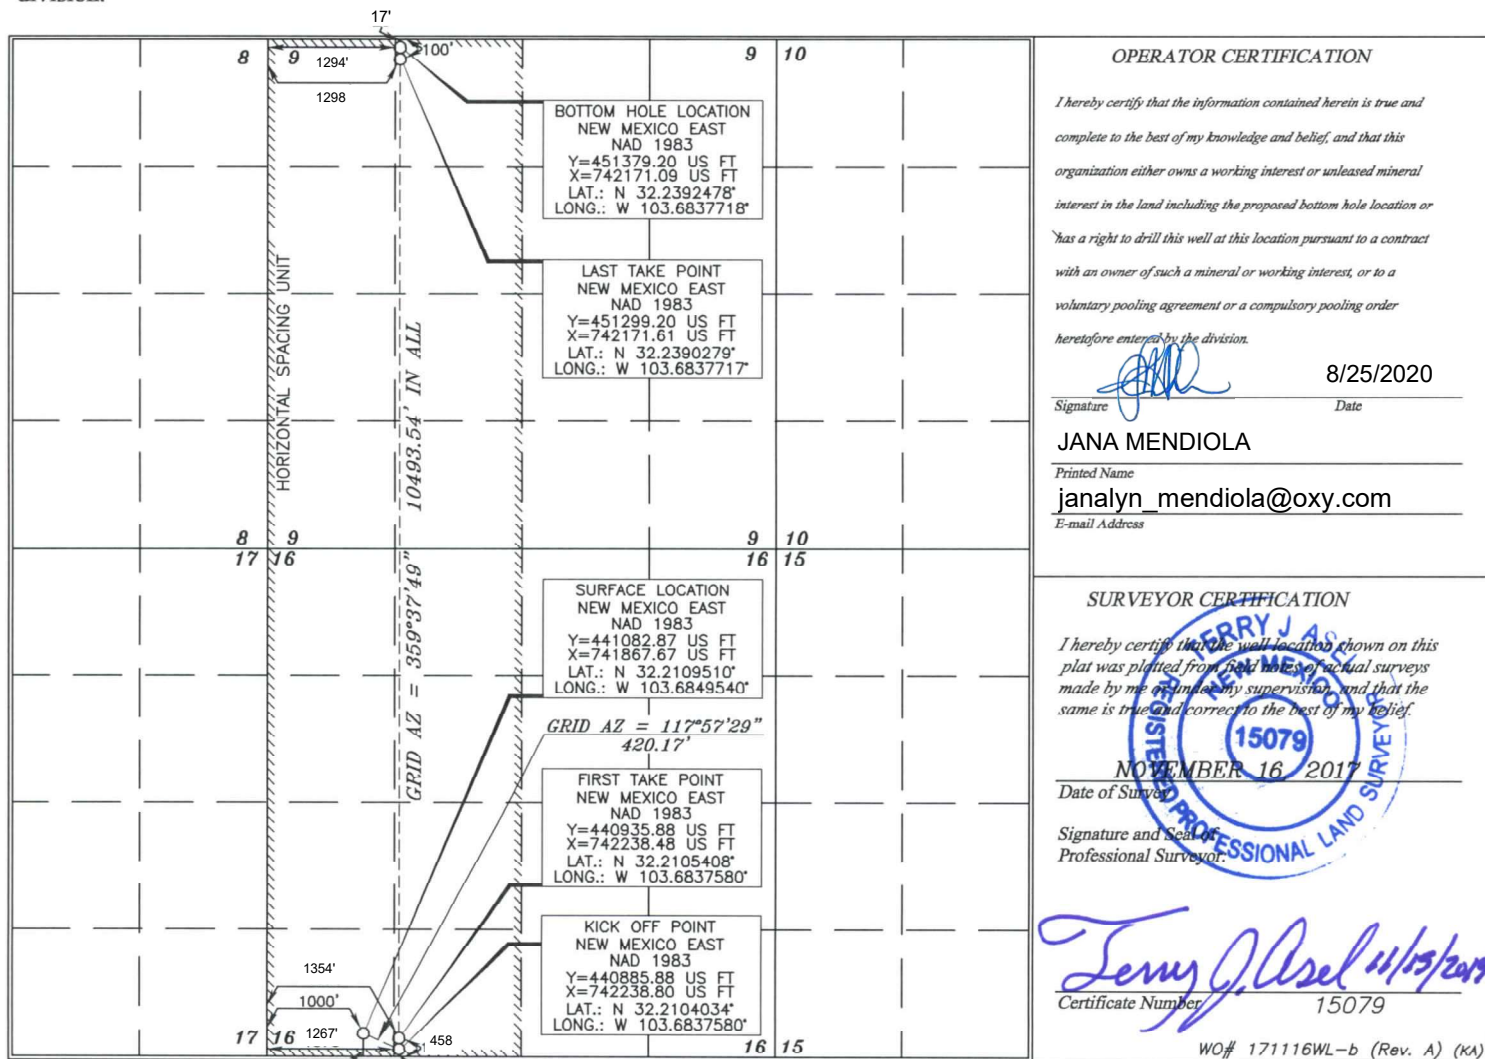 17'
100'
8 9
1294'
1298
9 10
BOTTOM HOLE LOCATION
NEW MEXICO EAST
NAD 1983
Y=451379.20 US FT
X=742171.09 US FT
LAT.: N 32.2392478°
LONG.: W 103.6837718°
LAST TAKE POINT
NEW MEXICO EAST
NAD 1983
Y=451299.20 US FT
X=742171.61 US FT
LAT.: N 32.2390279°
LONG.: W 103.6837717°
HORIZONTAL SPACING UNIT
GRID AZ = 359°37'49" 10493.54' IN ALL
8 9
17 16
9 10
16 15
SURFACE LOCATION
NEW MEXICO EAST
NAD 1983
Y=441082.87 US FT
X=741867.67 US FT
LAT.: N 32.2109510°
LONG.: W 103.6849540°
GRID AZ = 117°57'29"
420.17'
FIRST TAKE POINT
NEW MEXICO EAST
NAD 1983
Y=440935.88 US FT
X=742238.48 US FT
LAT.: N 32.2105408°
LONG.: W 103.6837580°
KICK OFF POINT
NEW MEXICO EAST
NAD 1983
Y=440885.88 US FT
X=742238.80 US FT
LAT.: N 32.2104034°
LONG.: W 103.6837580°
1354'
1000'
17 16
1267'
458
16 15
OPERATOR CERTIFICATION
I hereby certify that the information contained herein is true and
complete to the best of my knowledge and belief, and that this
organization either owns a working interest or unleased mineral
interest in the land including the proposed bottom hole location or
has a right to drill this well at this location pursuant to a contract
with an owner of such a mineral or working interest, or to a
voluntary pooling agreement or a compulsory pooling order
heretofore entered by the division.
8/25/2020
Signature Date
JANA MENDIOLA
Printed Name
janalyn_mendiola@oxy.com
E-mail Address
SURVEYOR CERTIFICATION
I hereby certify that the well location shown on this
plat was plotted from field notes of actual surveys
made by me or under my supervision, and that the
same is true and correct to the best of my belief.
TERRY J ASEL
NEW MEXICO
15079
REGISTERED PROFESSIONAL LAND SURVEYOR
NOVEMBER 16, 2017
Date of Survey
Signature and Seal of
Professional Surveyor:
Terry J. Asel 11/15/2019
Certificate Number 15079
WO# 171116WL-b (Rev. A) (KA)